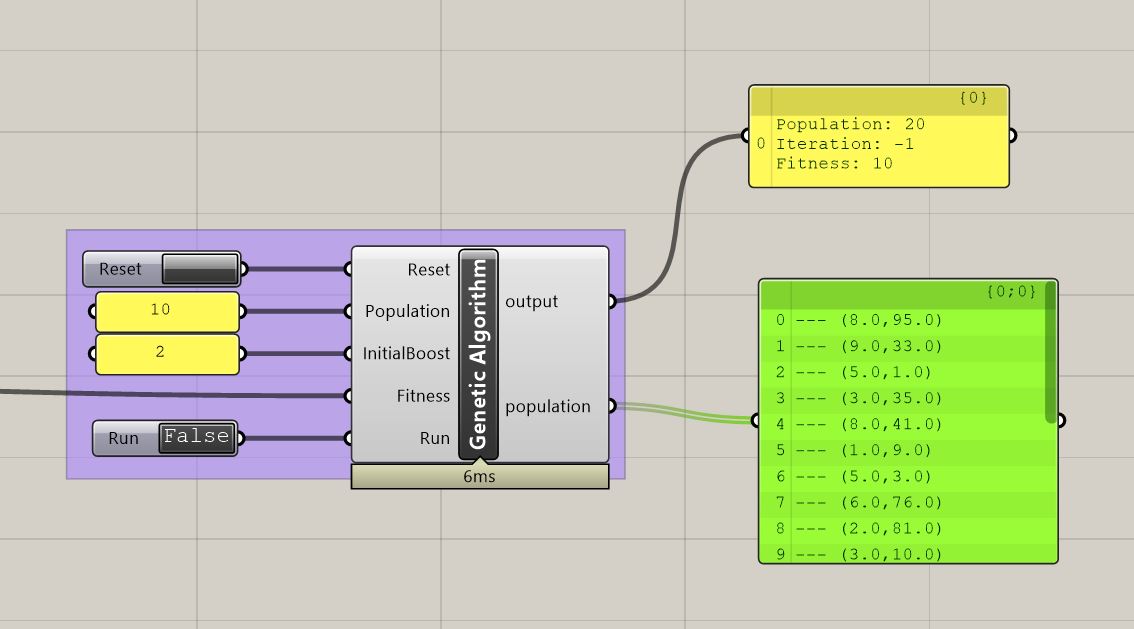 {0}
0
Population: 20
Iteration: -1
Fitness: 10
Reset
10
2
Run False
Reset
Population
InitialBoost
Fitness
Run
Genetic Algorithm
output
population
6ms
{0;0}
0 --- (8.0,95.0)
1 --- (9.0,33.0)
2 --- (5.0,1.0)
3 --- (3.0,35.0)
4 --- (8.0,41.0)
5 --- (1.0,9.0)
6 --- (5.0,3.0)
7 --- (6.0,76.0)
8 --- (2.0,81.0)
9 --- (3.0,10.0)